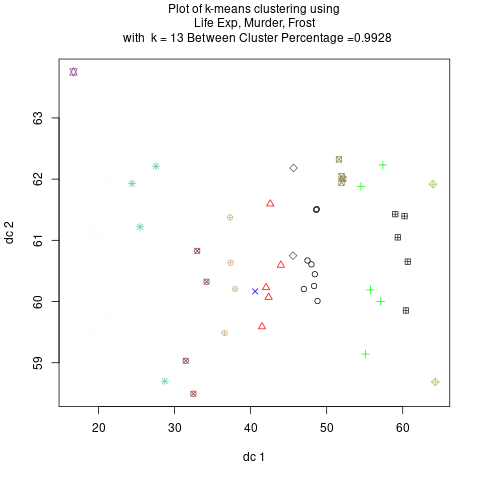 Plot of k-means clustering using
Life Exp, Murder, Frost
with k = 13 Between Cluster Percentage =0.9928
63
62
61
60
59
dc 2
20 30 40 50 60
dc 1